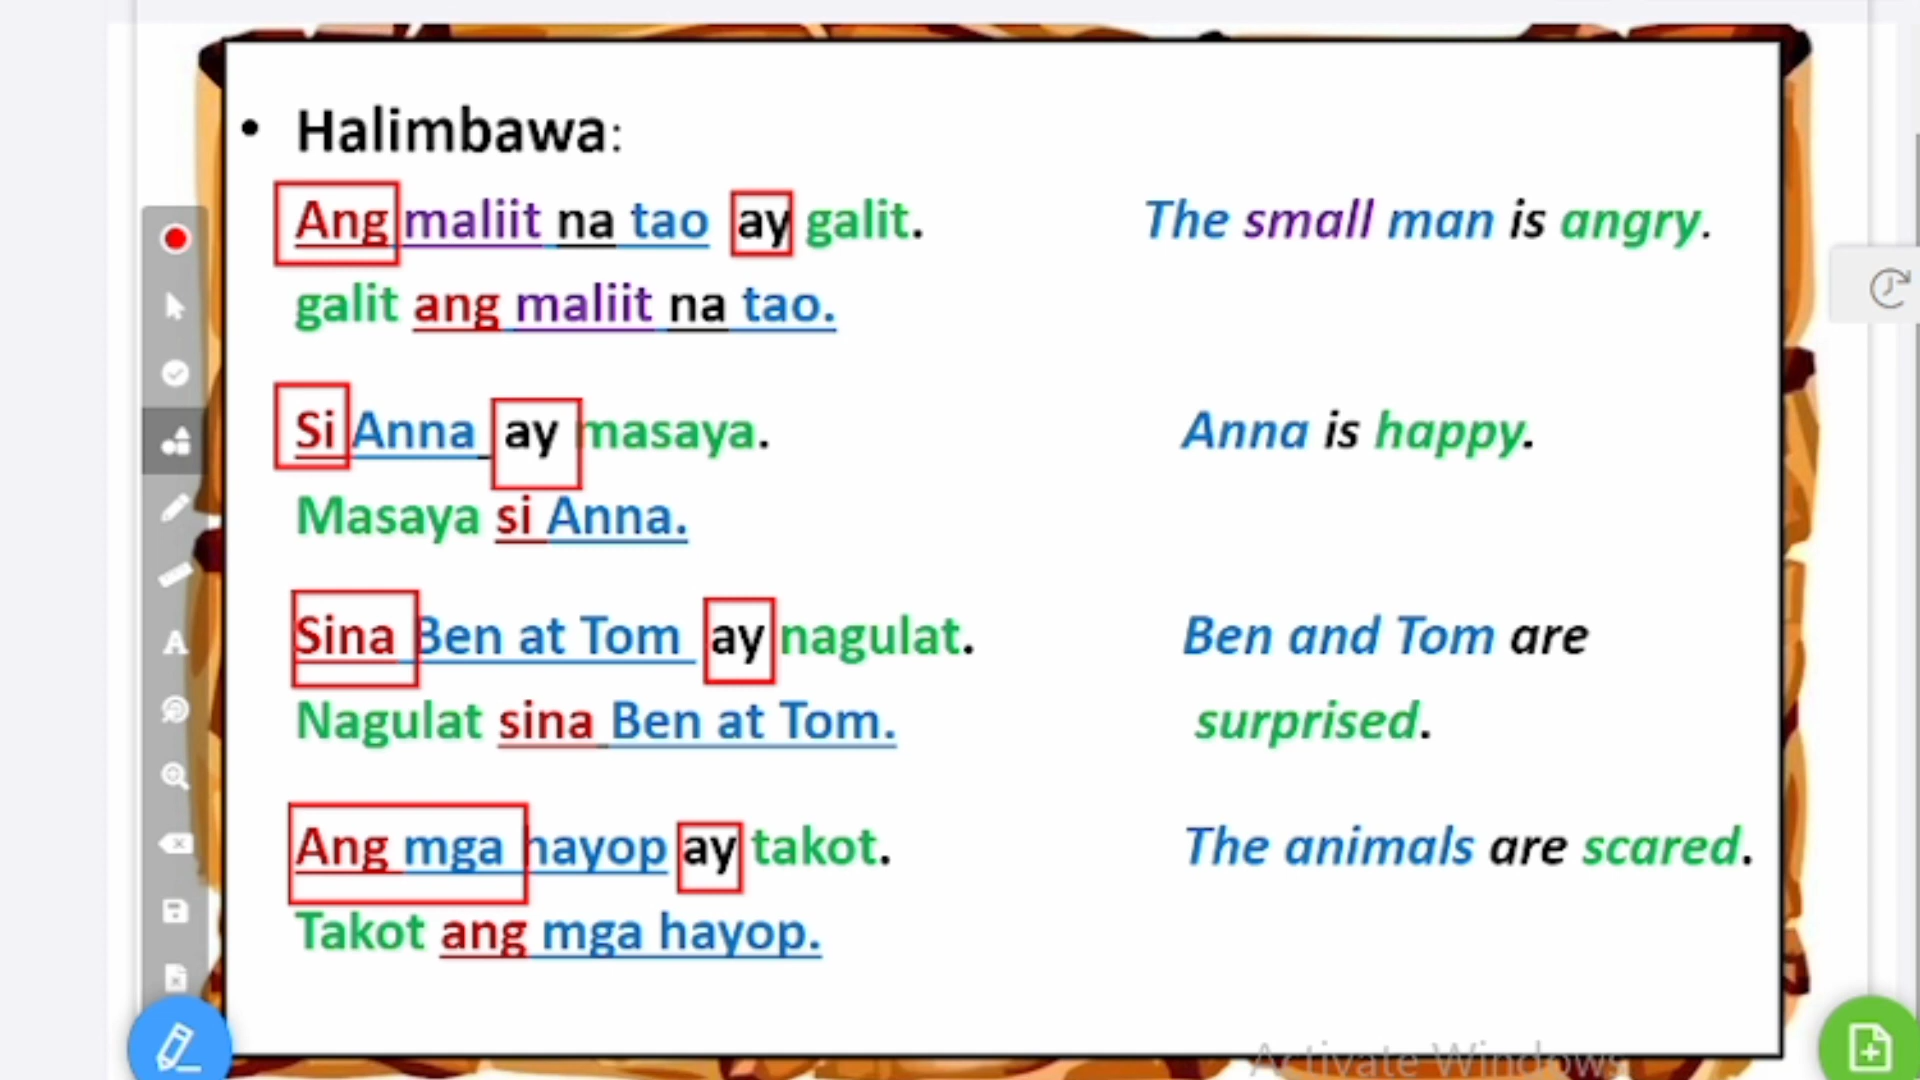 • Halimbawa:
Ang maliit na tao ay galit. The small man is angry.
galit ang maliit na tao.
Si Anna ay masaya. Anna is happy.
Masaya si Anna.
Sina Ben at Tom ay nagulat. Ben and Tom are
Nagulat sina Ben at Tom. surprised.
Ang mga hayop ay takot. The animals are scared.
Takot ang mga hayop.
A
Activate Windows